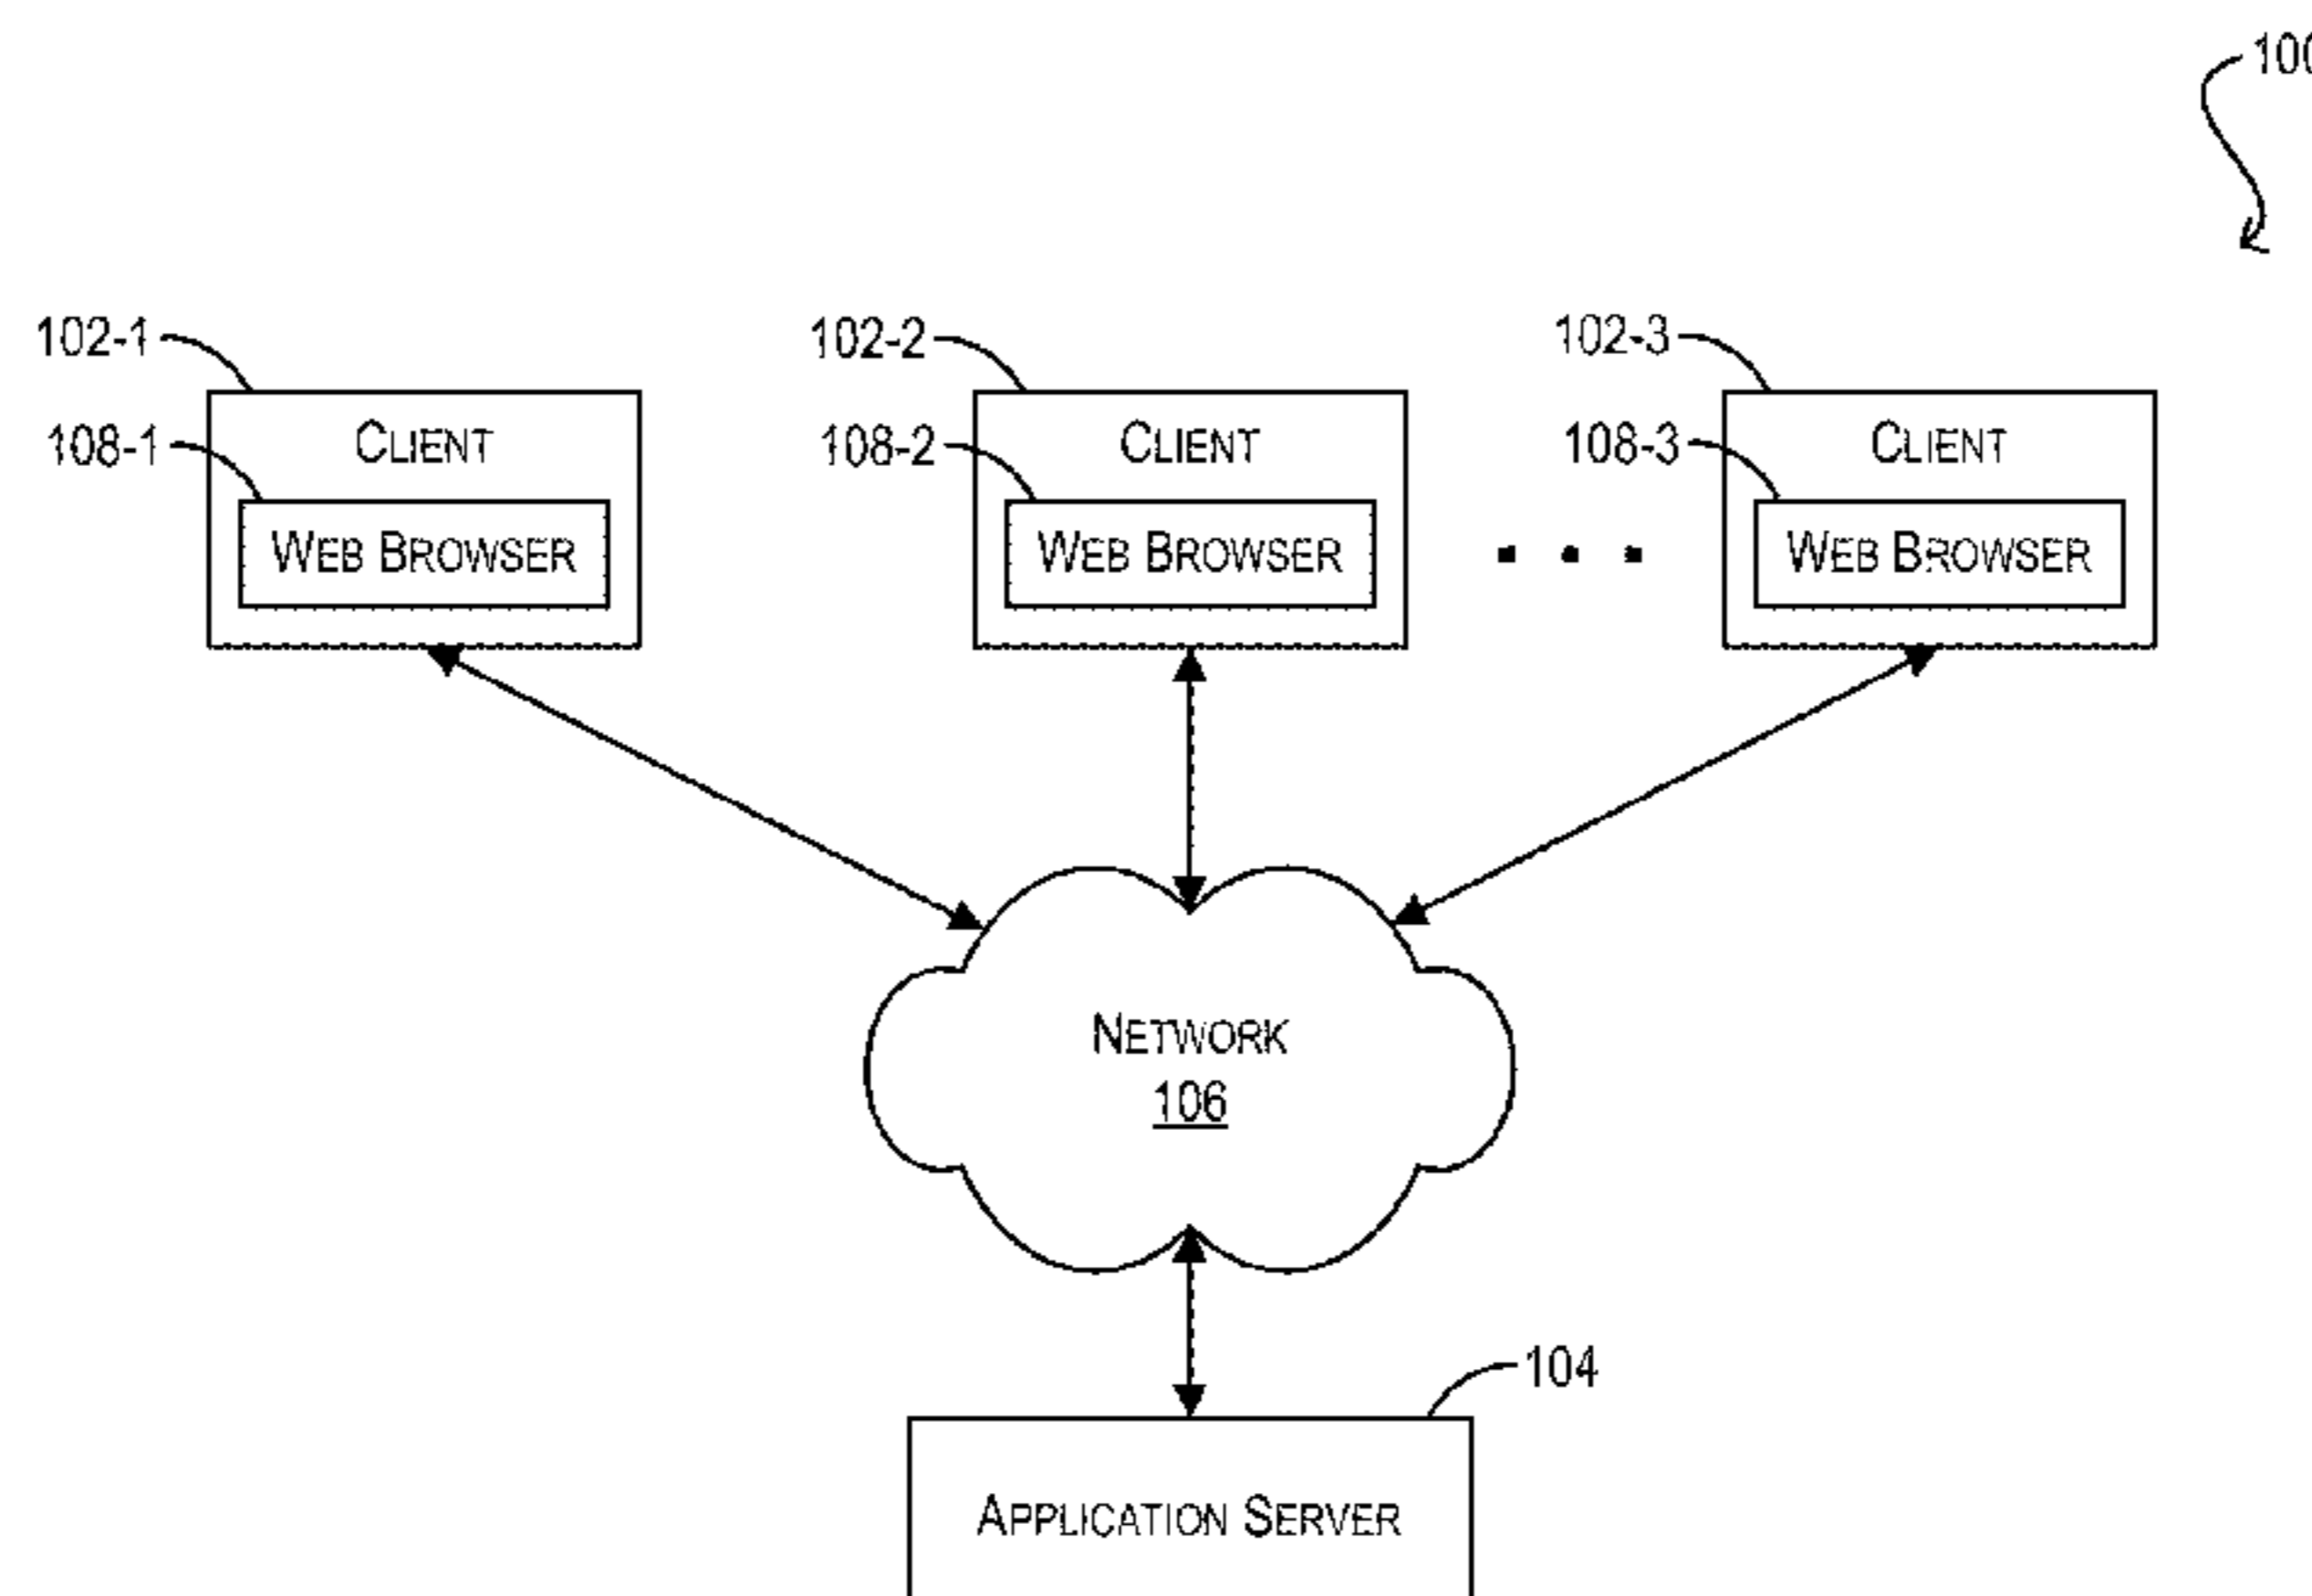 100
102-1 102-2 102-3
CLIENT CLIENT CLIENT
108-1 108-2 108-3
WEB BROWSER WEB BROWSER WEB BROWSER
NETWORK
106
104
APPLICATION SERVER